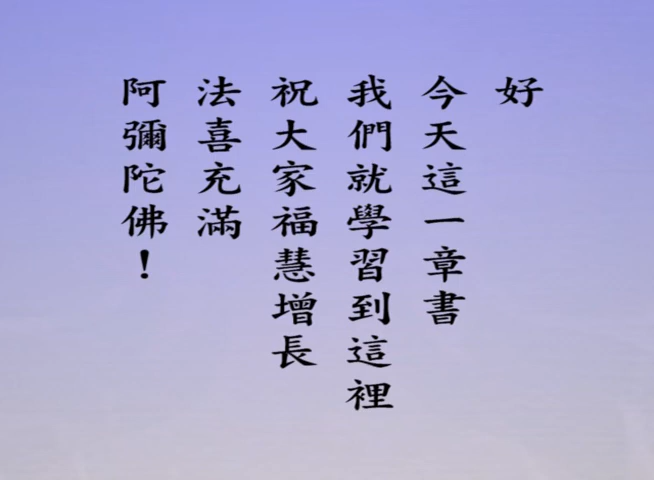 好
今天這一章書
我們就學習到這裡
祝大家福慧增長
法喜充滿
阿彌陀佛！